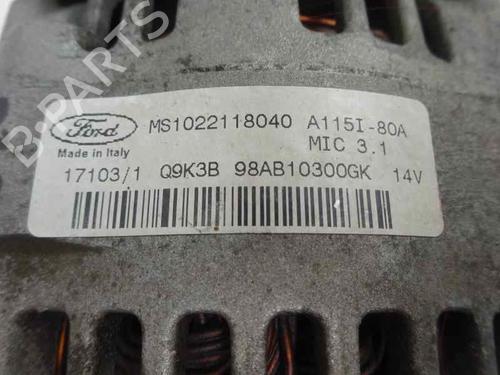 Ford
MS1022118040 A115I-80A
Made in Italy
MIC 3.1
17103/1 Q9K3B 98AB10300GK 14V
B-PARTS